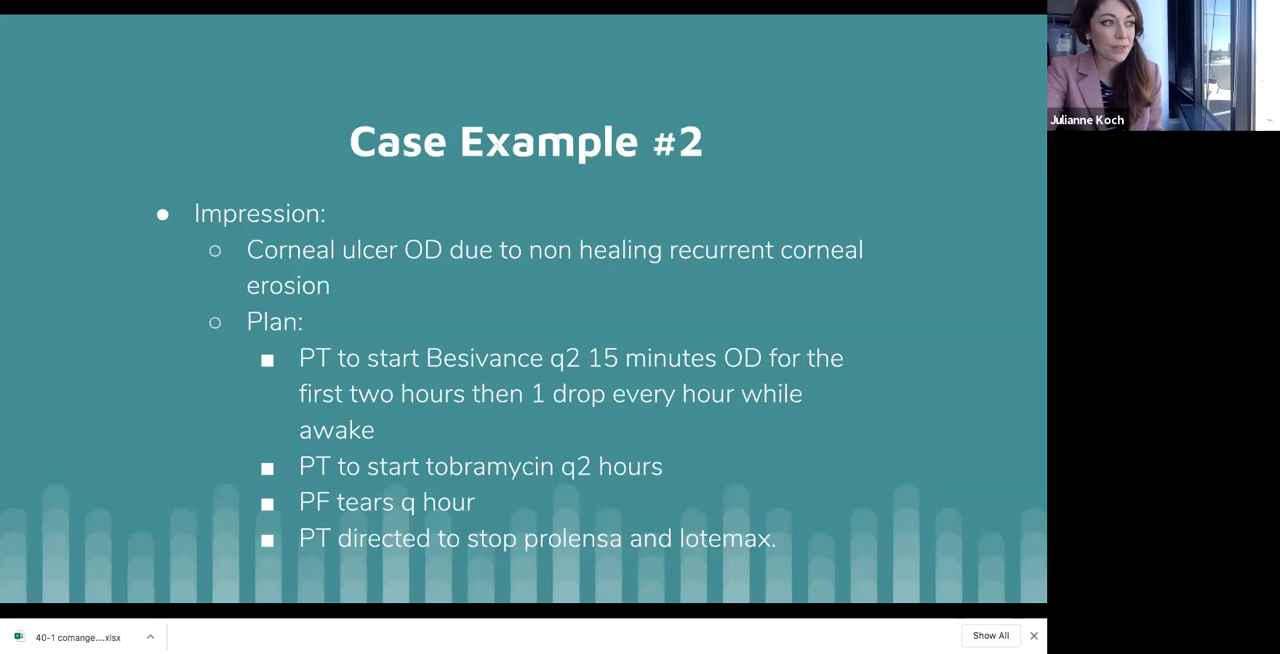 Case Example #2
Julianne Koch
● Impression:
○ Corneal ulcer OD due to non healing recurrent corneal
erosion
○ Plan:
■ PT to start Besivance q2 15 minutes OD for the
first two hours then 1 drop every hour while
awake
■ PT to start tobramycin q2 hours
■ PF tears q hour
■ PT directed to stop prolensa and lotemax.
40-1 comange....xlsx
Show All